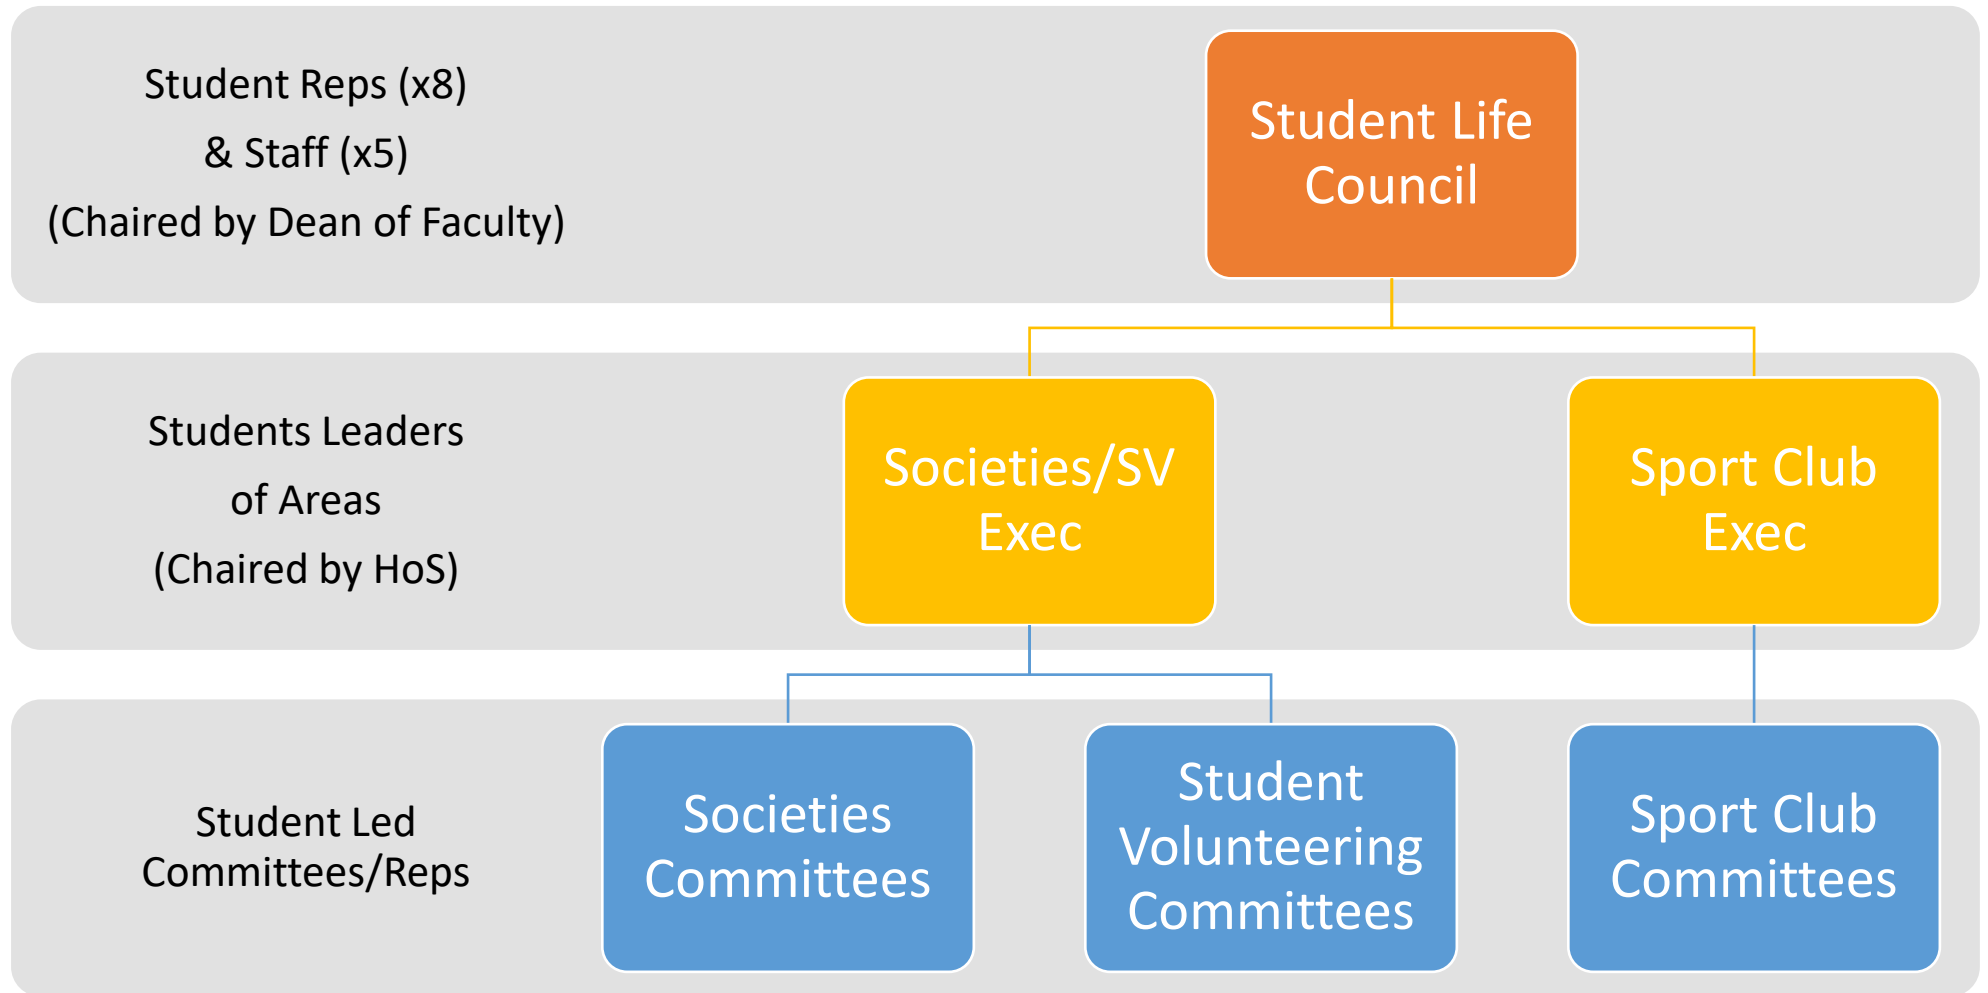 Student Reps (x8)
& Staff (x5)
(Chaired by Dean of Faculty)
Student Life
Council
Students Leaders
of Areas
(Chaired by HoS)
Societies/SV
Exec
Sport Club
Exec
Student Led
Committees/Reps
Societies
Committees
Student
Volunteering
Committees
Sport Club
Committees